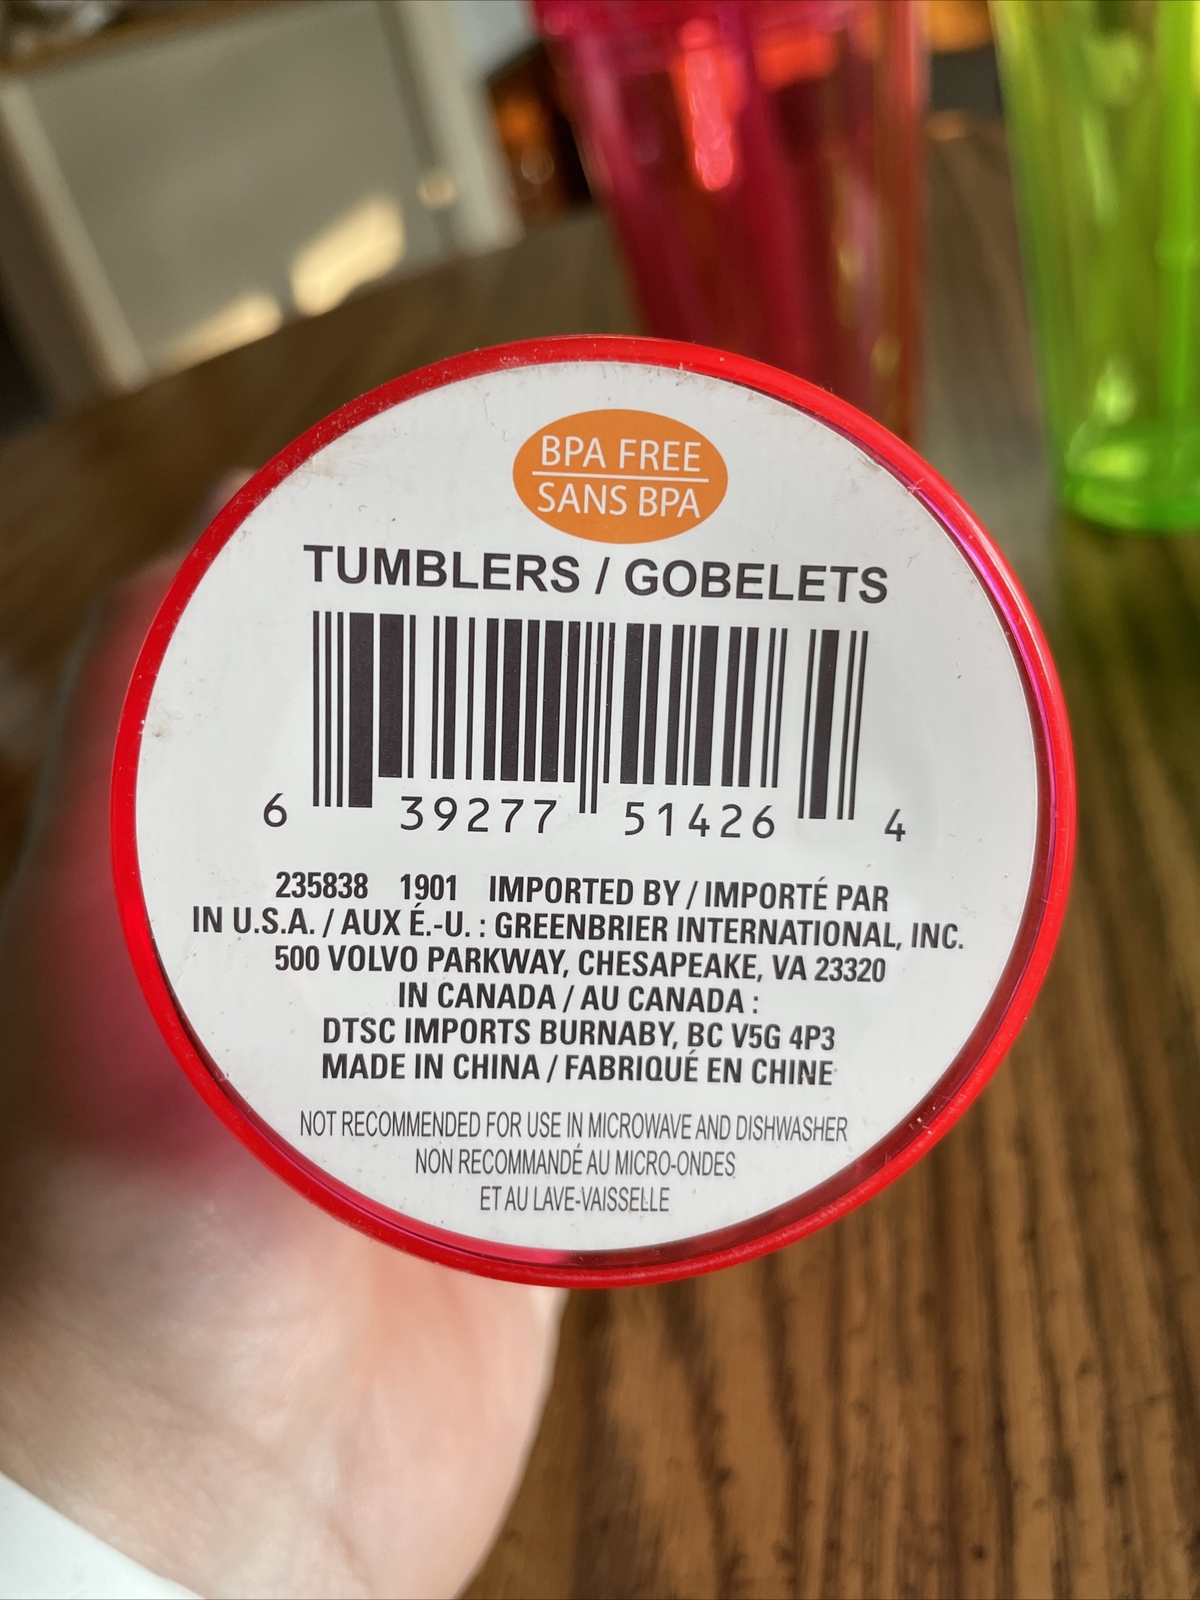 BPA FREE
SANS BPA
TUMBLERS / GOBELETS
6 39277 51426 4
235838 1901 IMPORTED BY / IMPORTÉ PAR
IN U.S.A. / AUX É.-U. : GREENBRIER INTERNATIONAL, INC.
500 VOLVO PARKWAY, CHESAPEAKE, VA 23320
IN CANADA / AU CANADA :
DTSC IMPORTS BURNABY, BC V5G 4P3
MADE IN CHINA / FABRIQUÉ EN CHINE
NOT RECOMMENDED FOR USE IN MICROWAVE AND DISHWASHER
NON RECOMMANDÉ AU MICRO-ONDES
ET AU LAVE-VAISSELLE